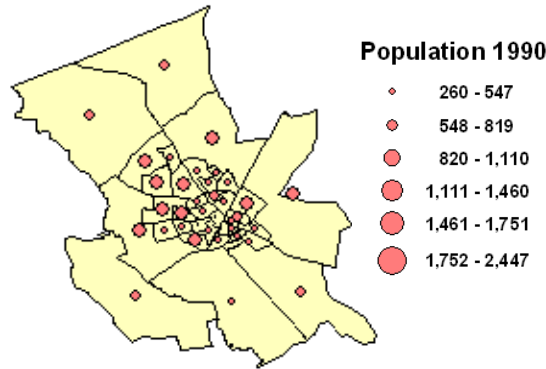 Population 1990
260 - 547
548 - 819
820 - 1,110
1,111 - 1,460
1,461 - 1,751
1,752 - 2,447